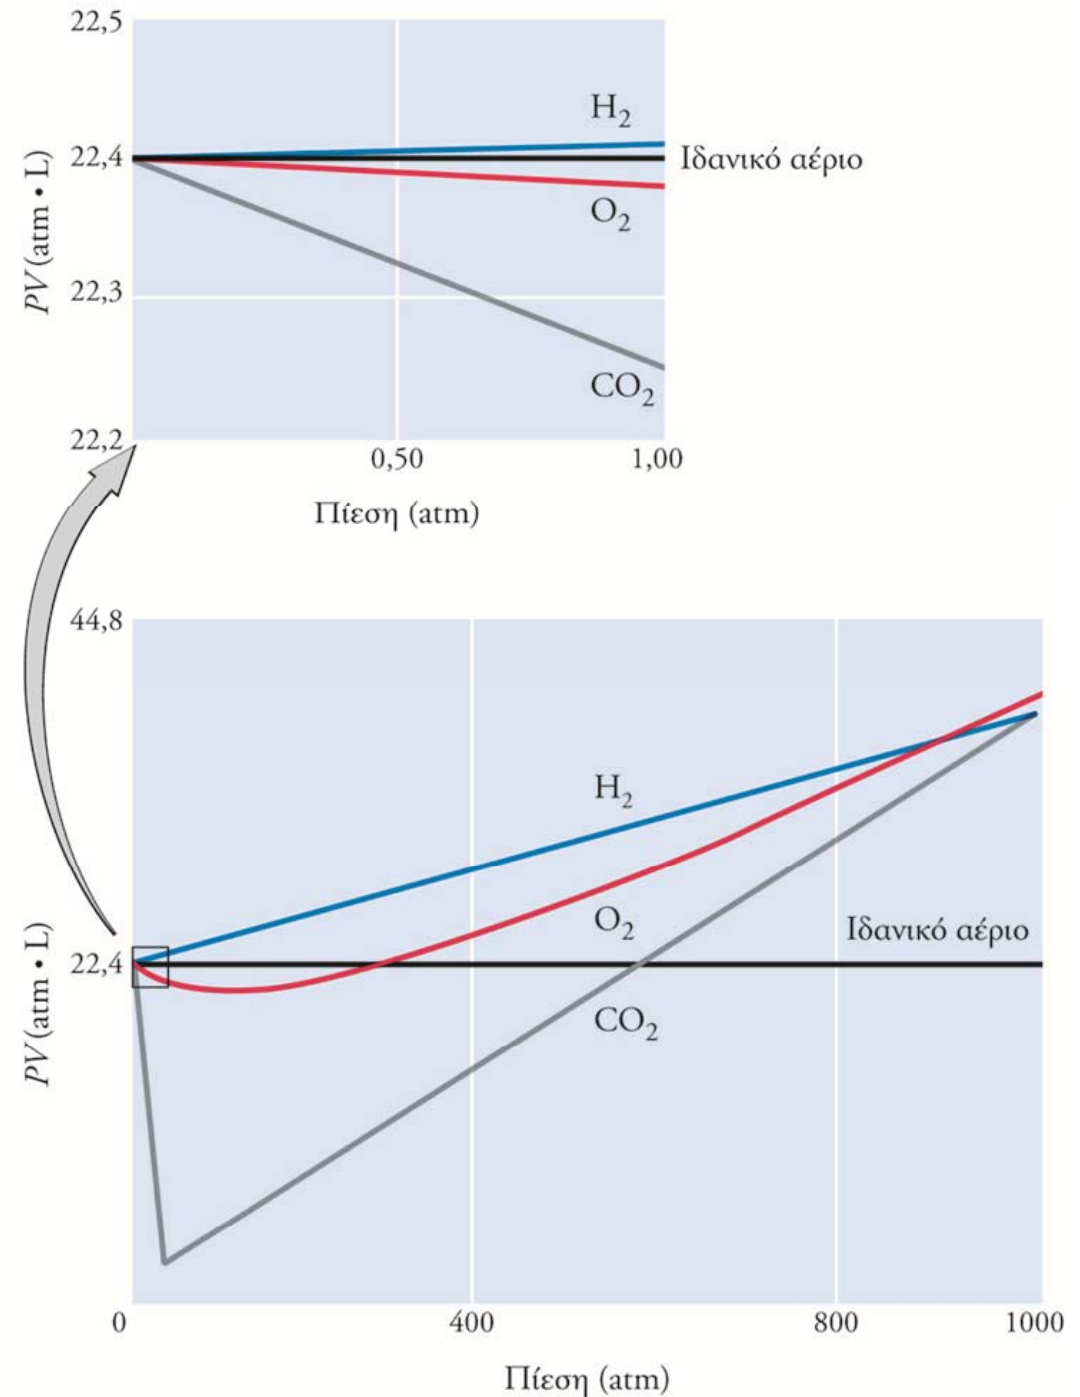 22,5
H₂
22,4
Ιδανικό αέριο
O₂
PV (atm • L)
22,3
CO₂
22,2
0,50
1,00
Πίεση (atm)
44,8
H₂
O₂
Ιδανικό αέριο
22,4
PV (atm • L)
CO₂
0
400
800
1000
Πίεση (atm)